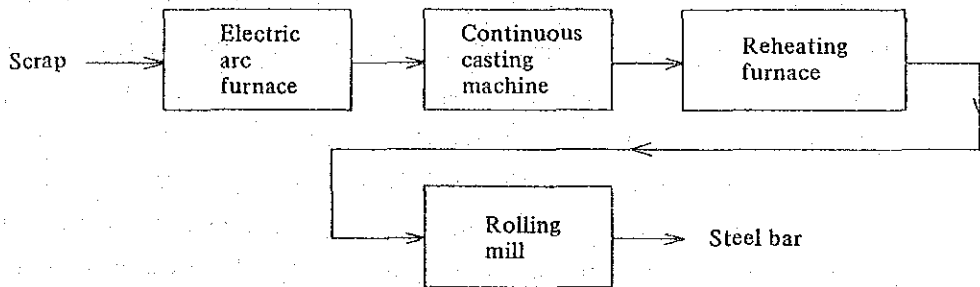 Scrap
Electric
arc
furnace
Continuous
casting
machine
Reheating
furnace
Rolling
mill
Steel bar